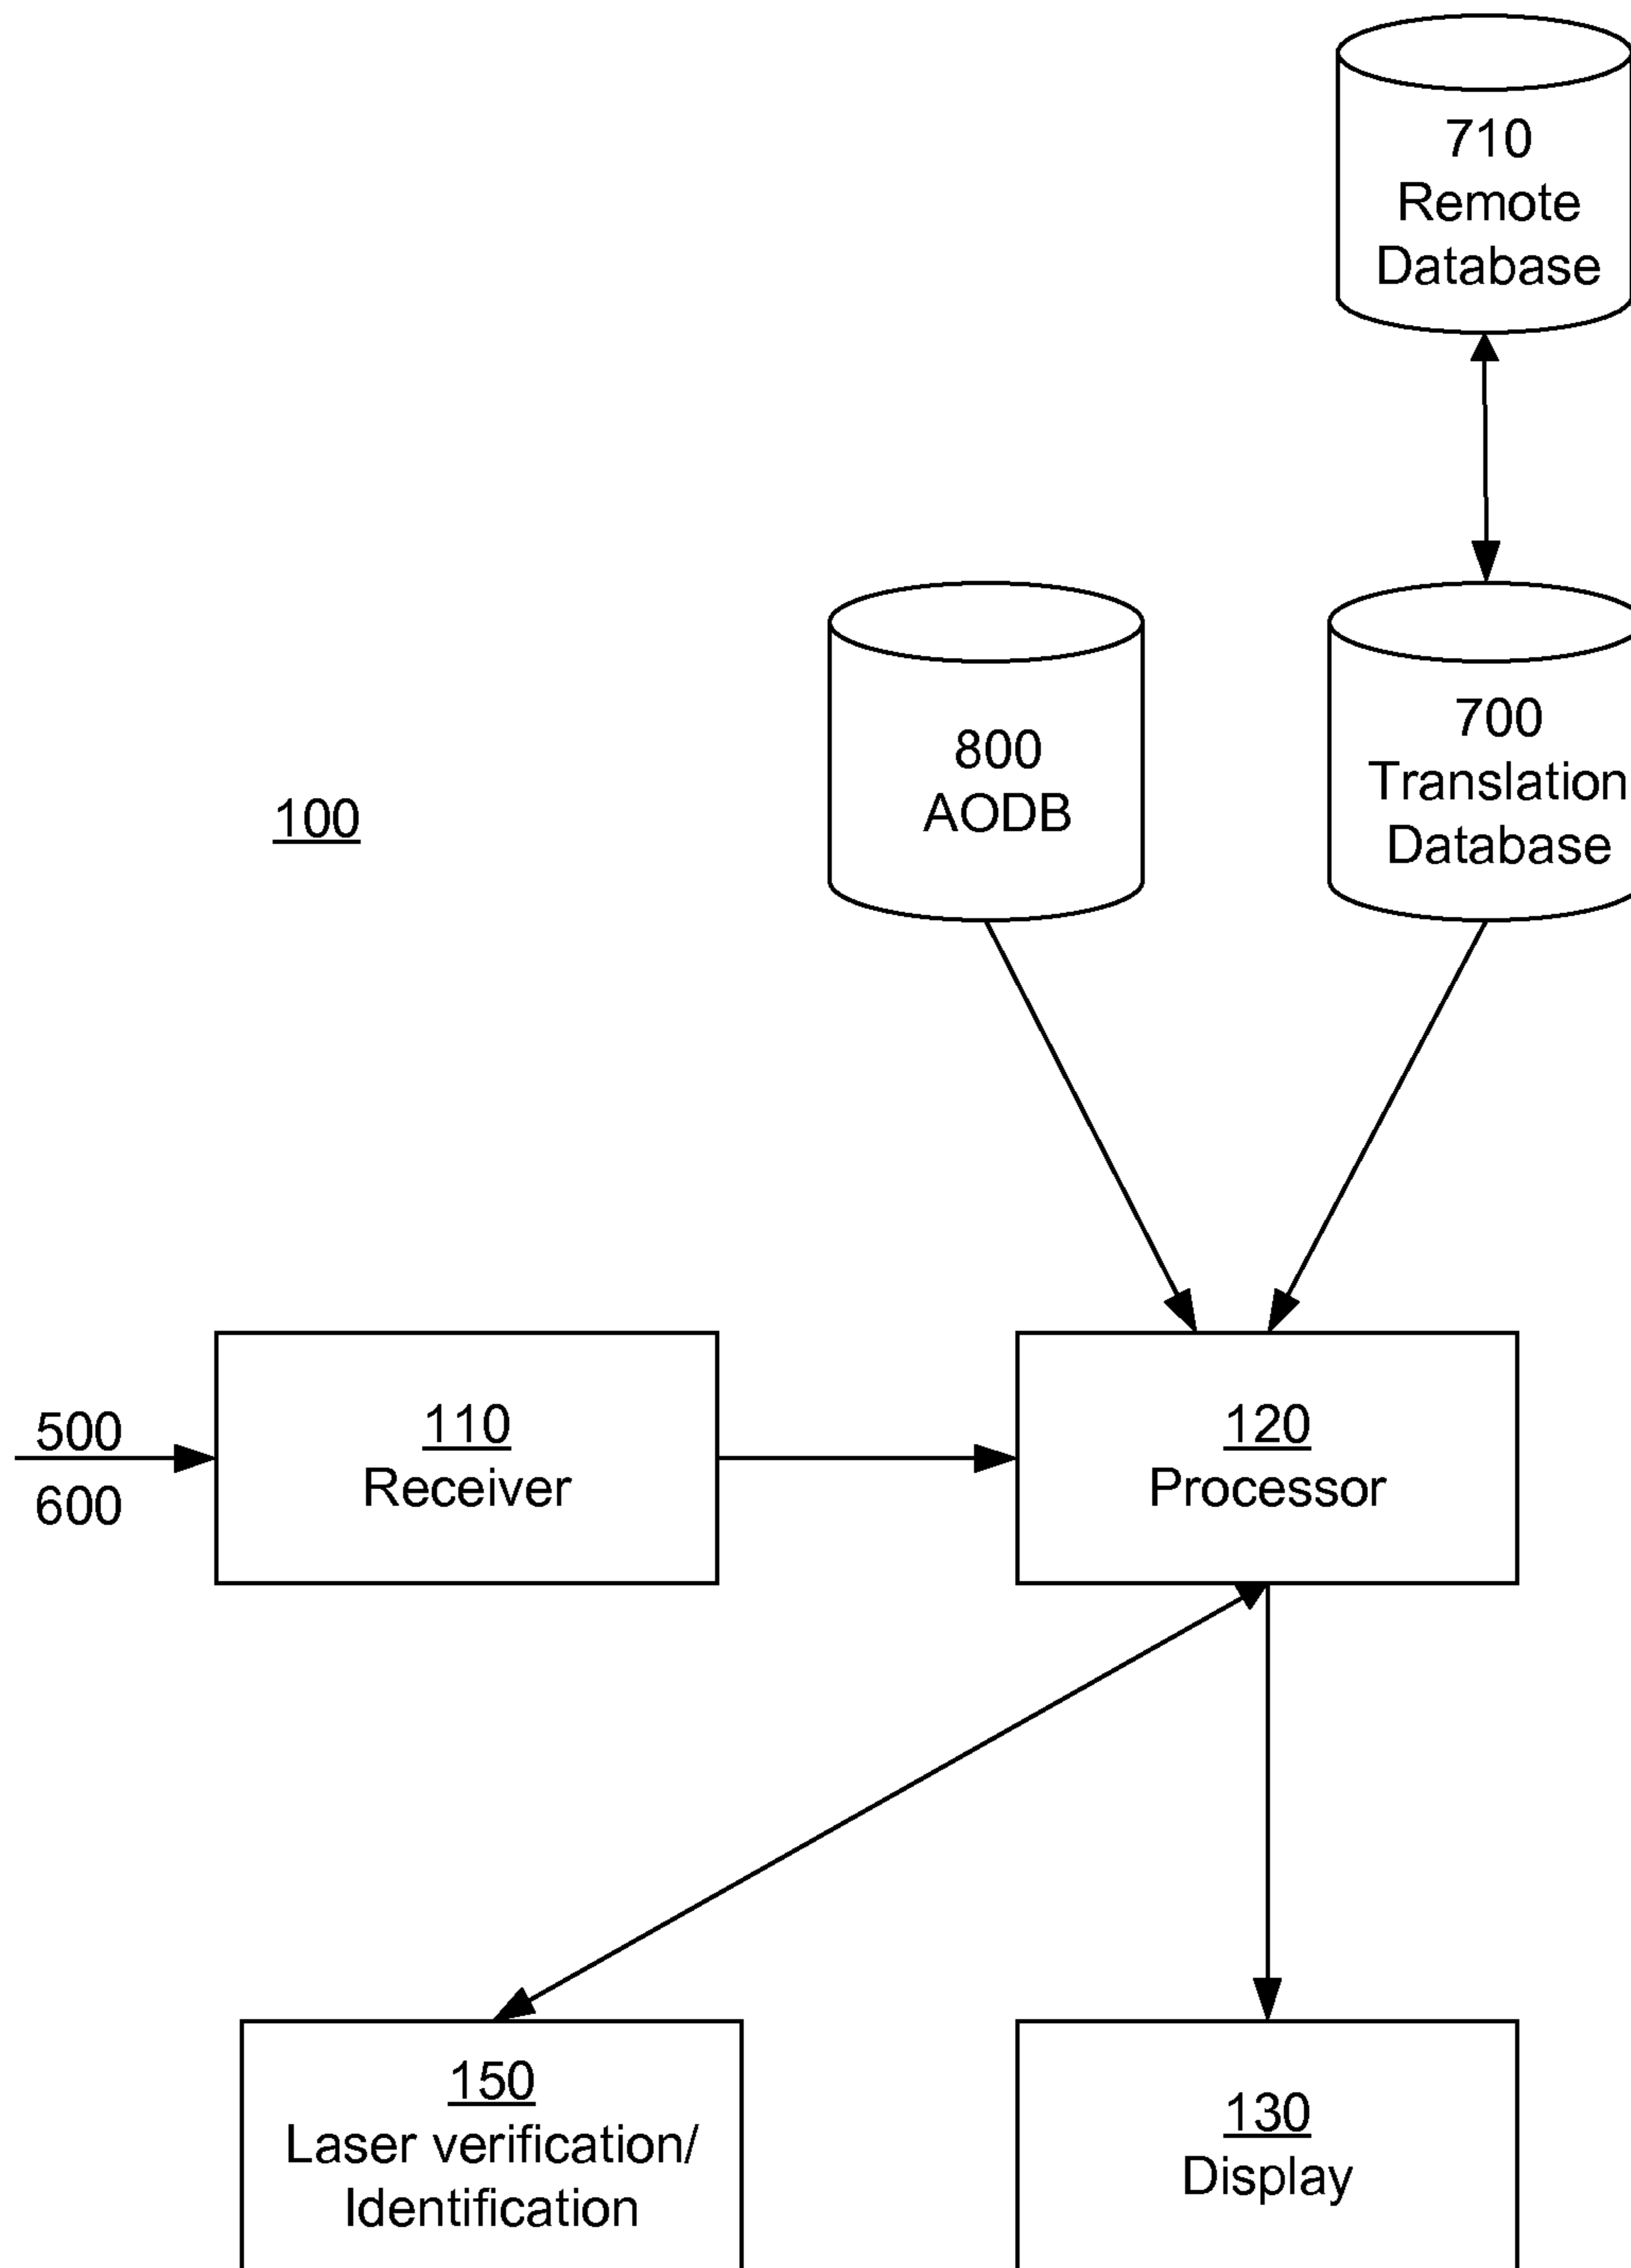 710
Remote
Database
800
AODB
700
Translation
Database
100
500
600
110
Receiver
120
Processor
150
Laser verification/
Identification
130
Display